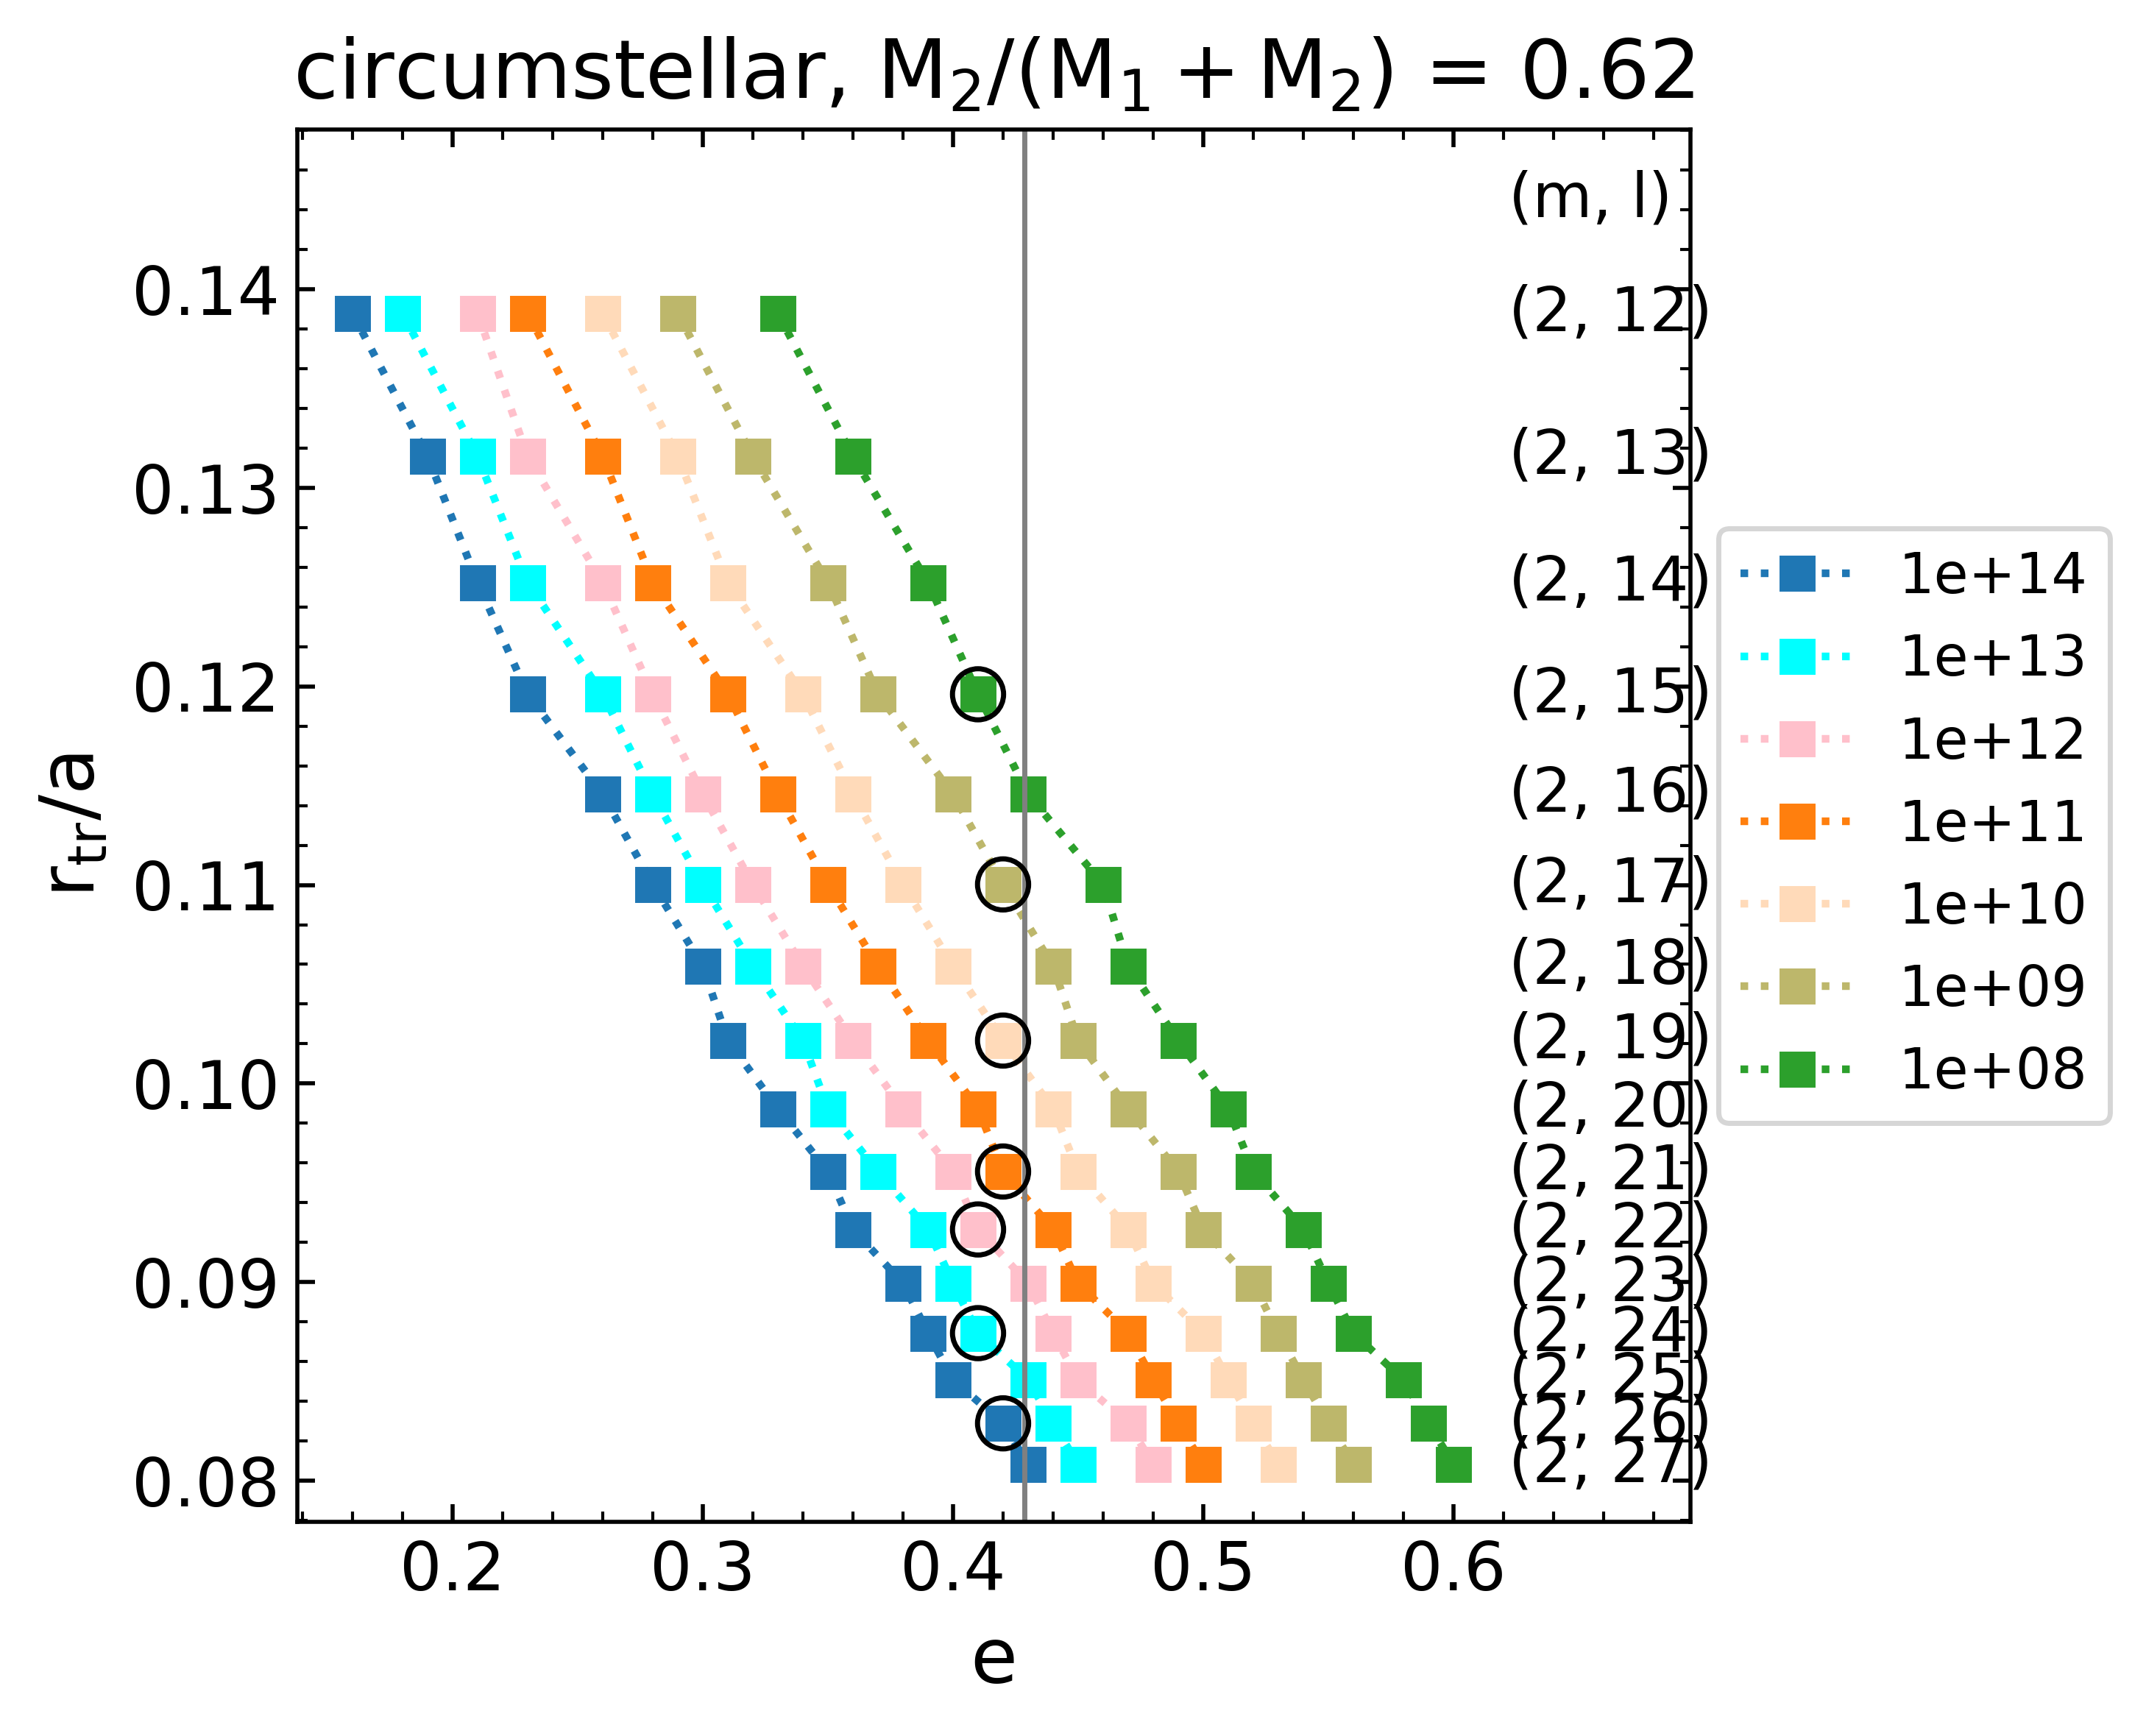 circumstellar, M₂/(M₁ + M₂) = 0.62
r_tr/a
0.14
0.13
0.12
0.11
0.10
0.09
0.08
(m, l)
(2, 12)
(2, 13)
(2, 14)
(2, 15)
(2, 16)
(2, 17)
(2, 18)
(2, 19)
(2, 20)
(2, 21)
(2, 22)
(2, 23)
(2, 24)
(2, 25)
(2, 26)
(2, 27)
1e+14
1e+13
1e+12
1e+11
1e+10
1e+09
1e+08
0.2 0.3 0.4 0.5 0.6
e